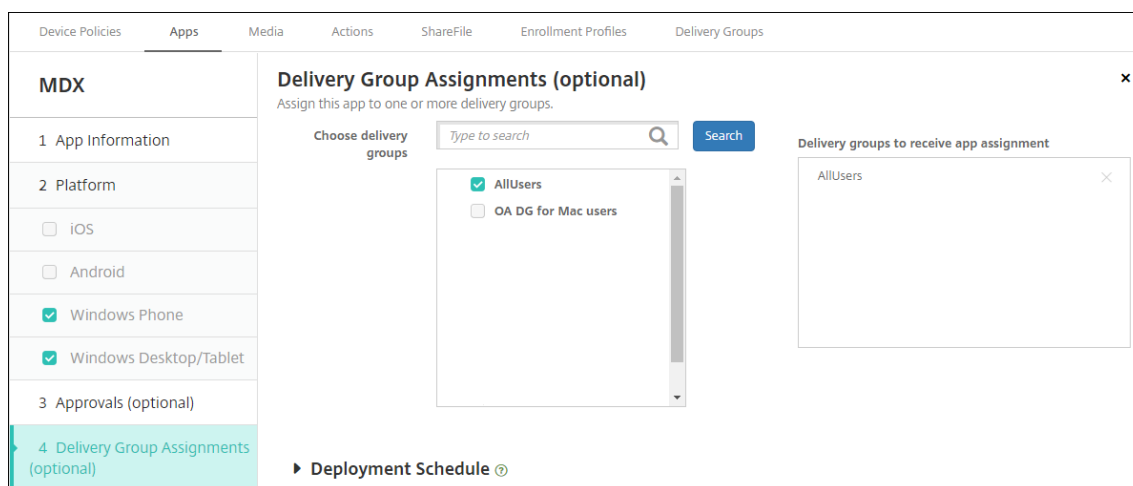 Device Policies Apps Media Actions ShareFile Enrollment Profiles Delivery Groups
MDX
1 App Information
2 Platform
iOS
Android
Windows Phone
Windows Desktop/Tablet
3 Approvals (optional)
4 Delivery Group Assignments
(optional)
Delivery Group Assignments (optional)
Assign this app to one or more delivery groups.
Choose delivery
groups
Type to search
Search
AllUsers
OA DG for Mac users
Delivery groups to receive app assignment
AllUsers
Deployment Schedule